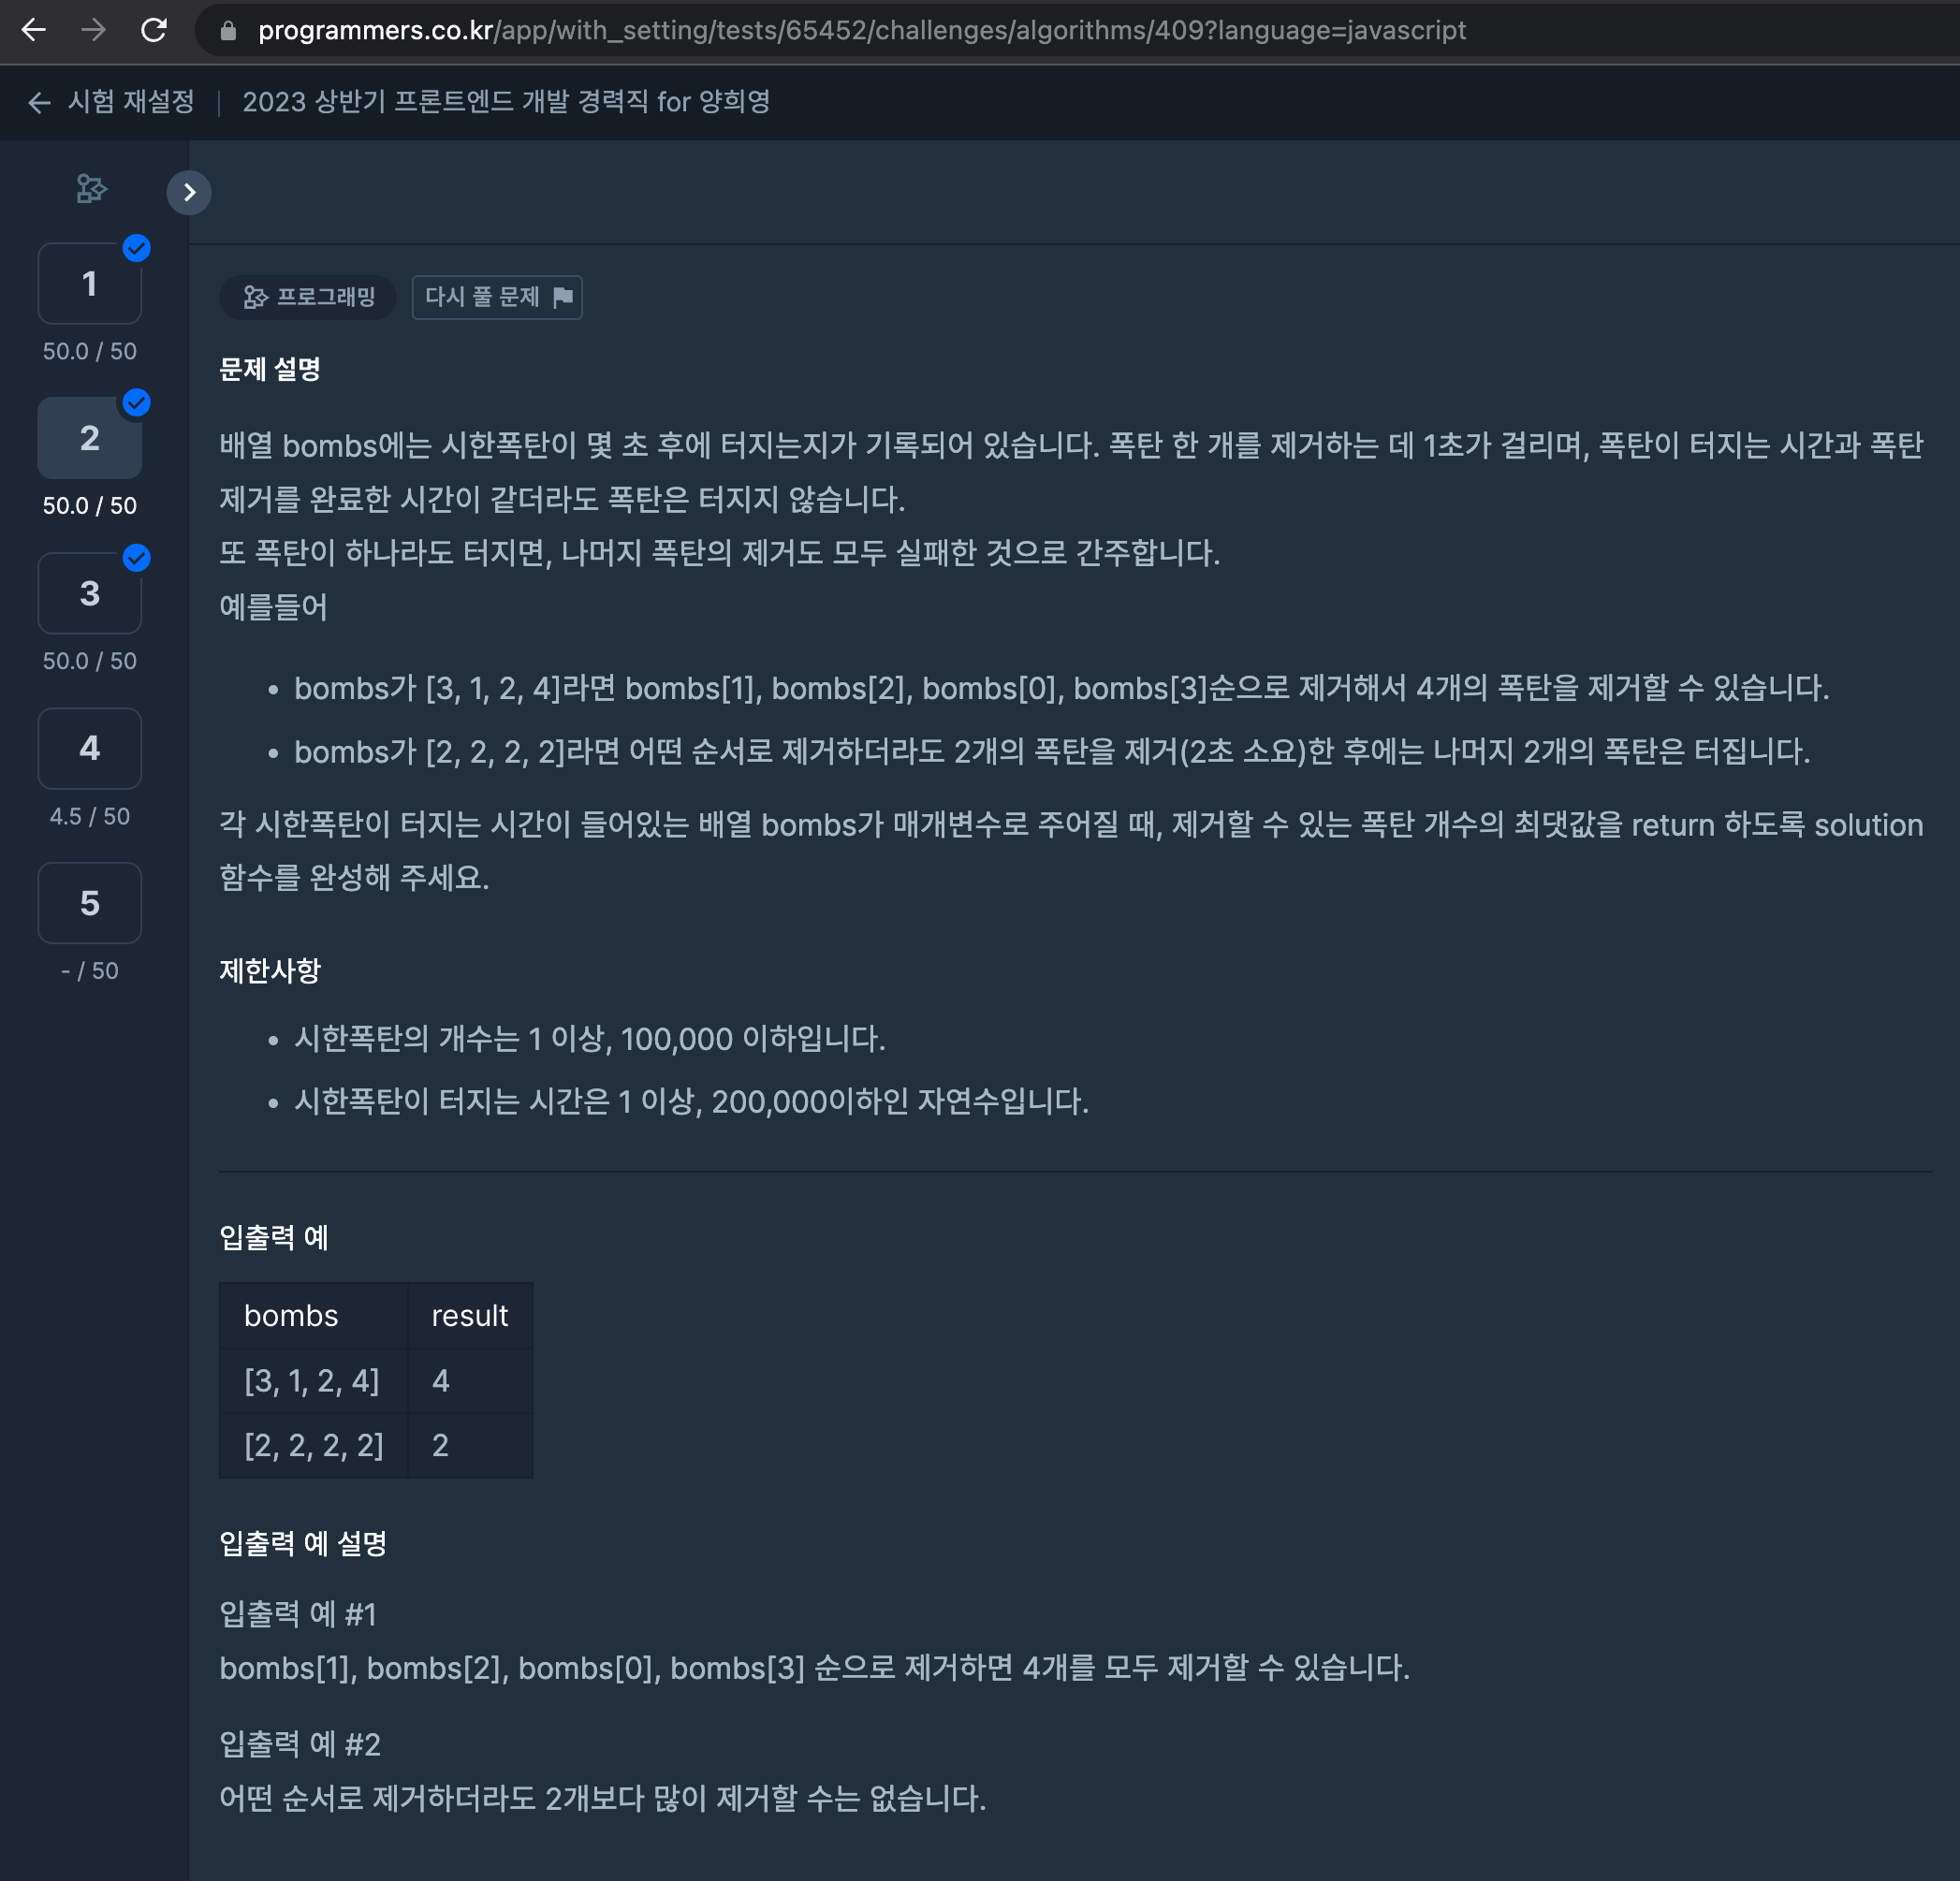 programmers.co.kr/app/with_setting/tests/65452/challenges/algorithms/409?language=javascript
시험 재설정 | 2023 상반기 프론트엔드 개발 경력직 for 양희영
1
50.0 / 50
2
50.0 / 50
3
50.0 / 50
4
4.5 / 50
5
- / 50
프로그래밍 다시 풀 문제
문제 설명
배열 bombs에는 시한폭탄이 몇 초 후에 터지는지가 기록되어 있습니다. 폭탄 한 개를 제거하는 데 1초가 걸리며, 폭탄이 터지는 시간과 폭탄
제거를 완료한 시간이 같더라도 폭탄은 터지지 않습니다.
또 폭탄이 하나라도 터지면, 나머지 폭탄의 제거도 모두 실패한 것으로 간주합니다.
예를들어
• bombs가 [3, 1, 2, 4]라면 bombs[1], bombs[2], bombs[0], bombs[3]순으로 제거해서 4개의 폭탄을 제거할 수 있습니다.
• bombs가 [2, 2, 2, 2]라면 어떤 순서로 제거하더라도 2개의 폭탄을 제거(2초 소요)한 후에는 나머지 2개의 폭탄은 터집니다.
각 시한폭탄이 터지는 시간이 들어있는 배열 bombs가 매개변수로 주어질 때, 제거할 수 있는 폭탄 개수의 최댓값을 return 하도록 solution
함수를 완성해 주세요.
제한사항
• 시한폭탄의 개수는 1 이상, 100,000 이하입니다.
• 시한폭탄이 터지는 시간은 1 이상, 200,000이하인 자연수입니다.
입출력 예
bombs result
[3, 1, 2, 4] 4
[2, 2, 2, 2] 2
입출력 예 설명
입출력 예 #1
bombs[1], bombs[2], bombs[0], bombs[3] 순으로 제거하면 4개를 모두 제거할 수 있습니다.
입출력 예 #2
어떤 순서로 제거하더라도 2개보다 많이 제거할 수는 없습니다.